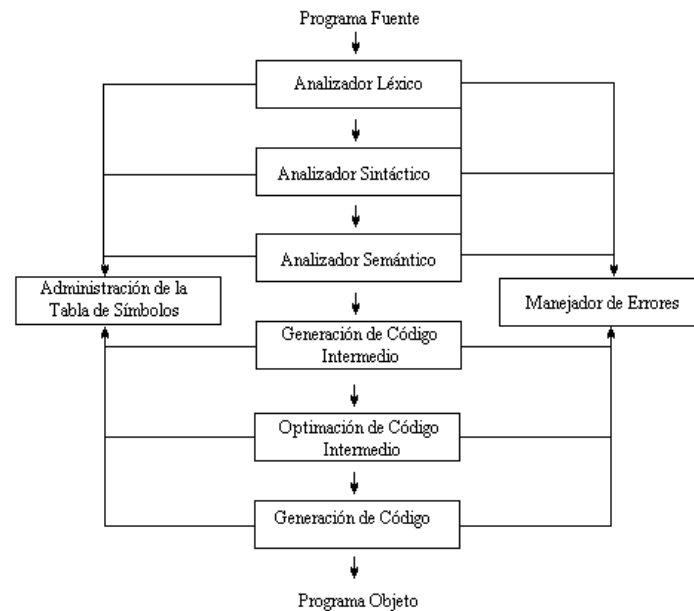 Programa Fuente
Analizador Léxico
Analizador Sintáctico
Analizador Semántico
Administración de la
Tabla de Símbolos
Manejador de Errores
Generación de Código
Intermedio
Optimación de Código
Intermedio
Generación de Código
Programa Objeto